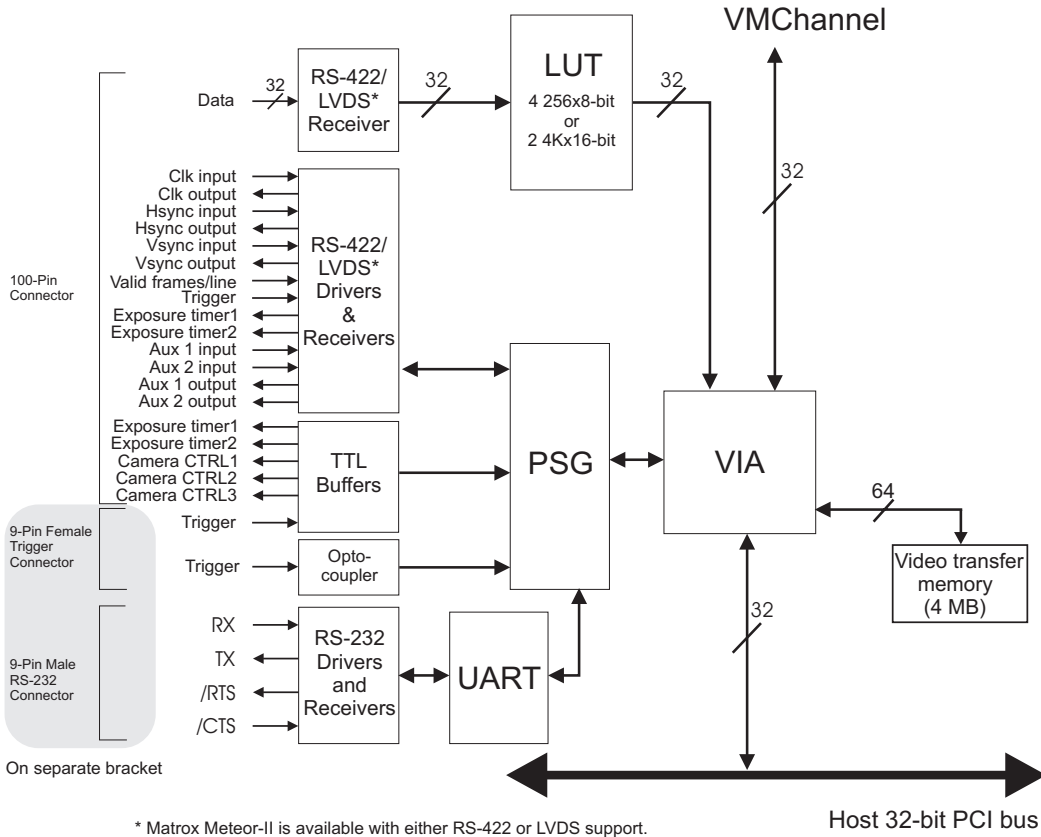 VMChannel
Data
32
RS-422/
LVDS*
Receiver
32
LUT
4 256x8-bit
or
2 4Kx16-bit
32
32
100-Pin
Connector
Clk input
Clk output
Hsync input
Hsync output
Vsync input
Vsync output
Valid frames/line
Trigger
Exposure timer1
Exposure timer2
Aux 1 input
Aux 2 input
Aux 1 output
Aux 2 output
RS-422/
LVDS*
Drivers
&
Receivers
Exposure timer1
Exposure timer2
Camera CTRL1
Camera CTRL2
Camera CTRL3
Trigger
TTL
Buffers
PSG
VIA
64
Video transfer
memory
(4 MB)
9-Pin Female
Trigger
Connector
Trigger
Opto-
coupler
32
9-Pin Male
RS-232
Connector
RX
TX
/RTS
/CTS
RS-232
Drivers
and
Receivers
UART
On separate bracket
Host 32-bit PCI bus
* Matrox Meteor-II is available with either RS-422 or LVDS support.